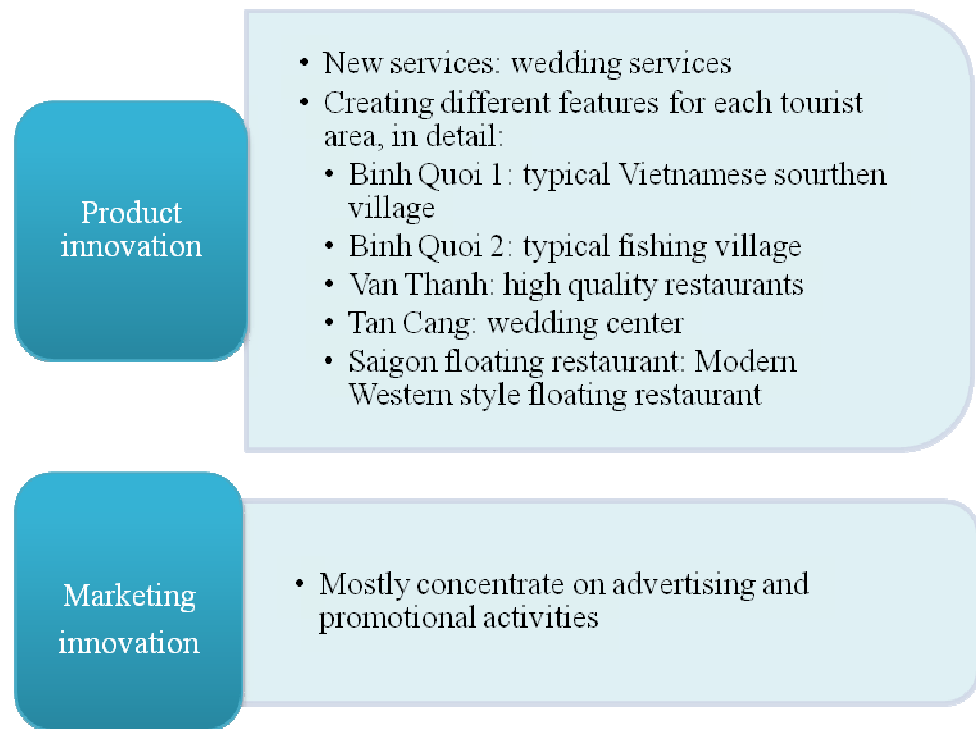 Product
innovation
• New services: wedding services
• Creating different features for each tourist
area, in detail:
• Binh Quoi 1: typical Vietnamese sourthen
village
• Binh Quoi 2: typical fishing village
• Van Thanh: high quality restaurants
• Tan Cang: wedding center
• Saigon floating restaurant: Modern
Western style floating restaurant
Marketing
innovation
• Mostly concentrate on advertising and
promotional activities